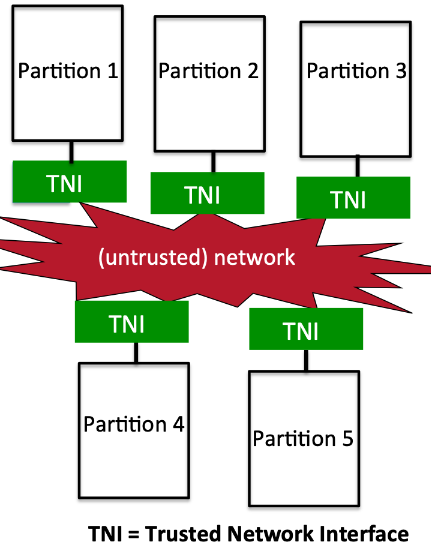 Partition 1
Partition 2
Partition 3
TNI
TNI
TNI
(untrusted) network
TNI
TNI
Partition 4
Partition 5
TNI = Trusted Network Interface